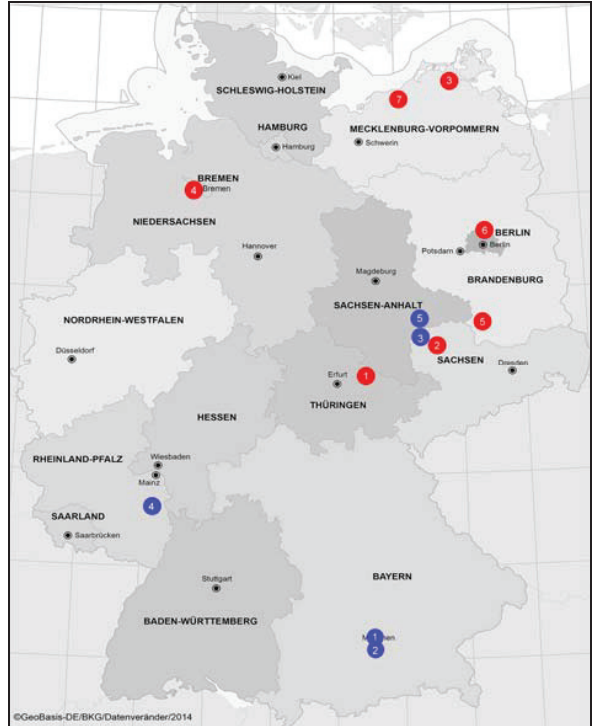 Kiel
SCHLESWIG-HOLSTEIN
3
7
HAMBURG
MECKLENBURG-VORPOMMERN
Hamburg
Schwerin
BREMEN
4
Bremen
NIEDERSACHSEN
6
BERLIN
Berlin
Potsdam
Hannover
Magdeburg
BRANDENBURG
SACHSEN-ANHALT
5
NORDRHEIN-WESTFALEN
5
3
2
Düsseldorf
SACHSEN
Dresden
Erfurt
1
THÜRINGEN
HESSEN
RHEINLAND-PFALZ
Wiesbaden
Mainz
4
SAARLAND
Saarbrücken
BAYERN
Stuttgart
BADEN-WÜRTTEMBERG
1
2
©GeoBasis-DE/BKG/Datenveränder/2014